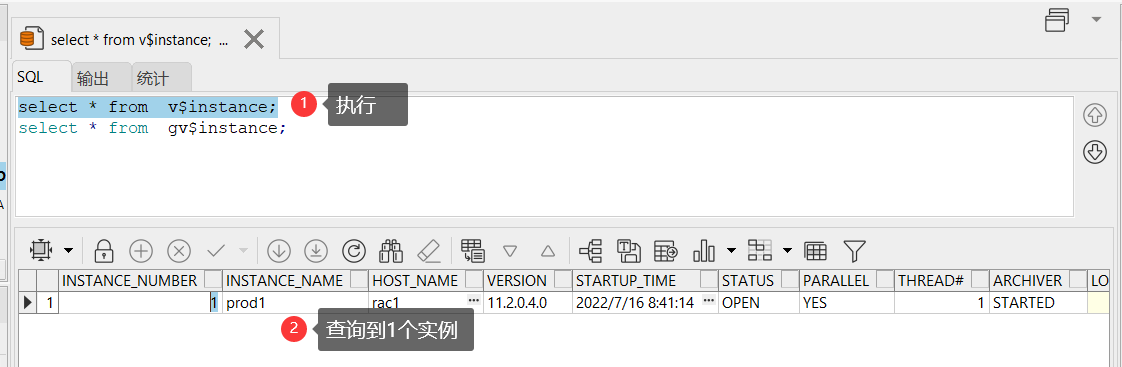 select * from v$instance; ...
SQL 输出 统计
select * from  v$instance;
1 执行
select * from  gv$instance;
INSTANCE_NUMBER INSTANCE_NAME HOST_NAME VERSION STARTUP_TIME STATUS PARALLEL THREAD# ARCHIVER LO
1 1 prod1 rac1 ... 11.2.0.4.0 2022/7/16 8:41:14 ... OPEN YES 1 STARTED
2 查询到1个实例